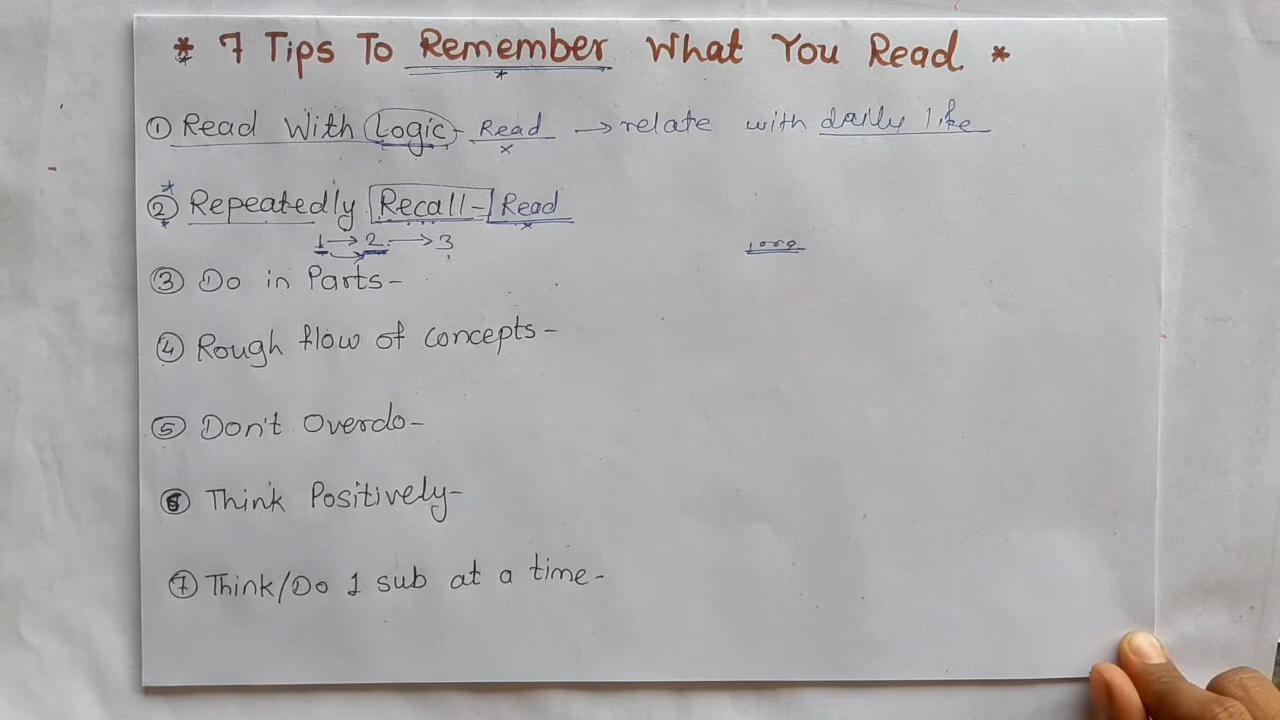 * 7 Tips To Remember What You Read. *
① Read With Logic- Read → relate with daily like
② Repeatedly Recall- Read
1 → 2 → 3
③ Do in Parts-
④ Rough flow of concepts-
⑤ Don't Overdo-
⑥ Think Positively-
⑦ Think/Do 1 sub at a time-